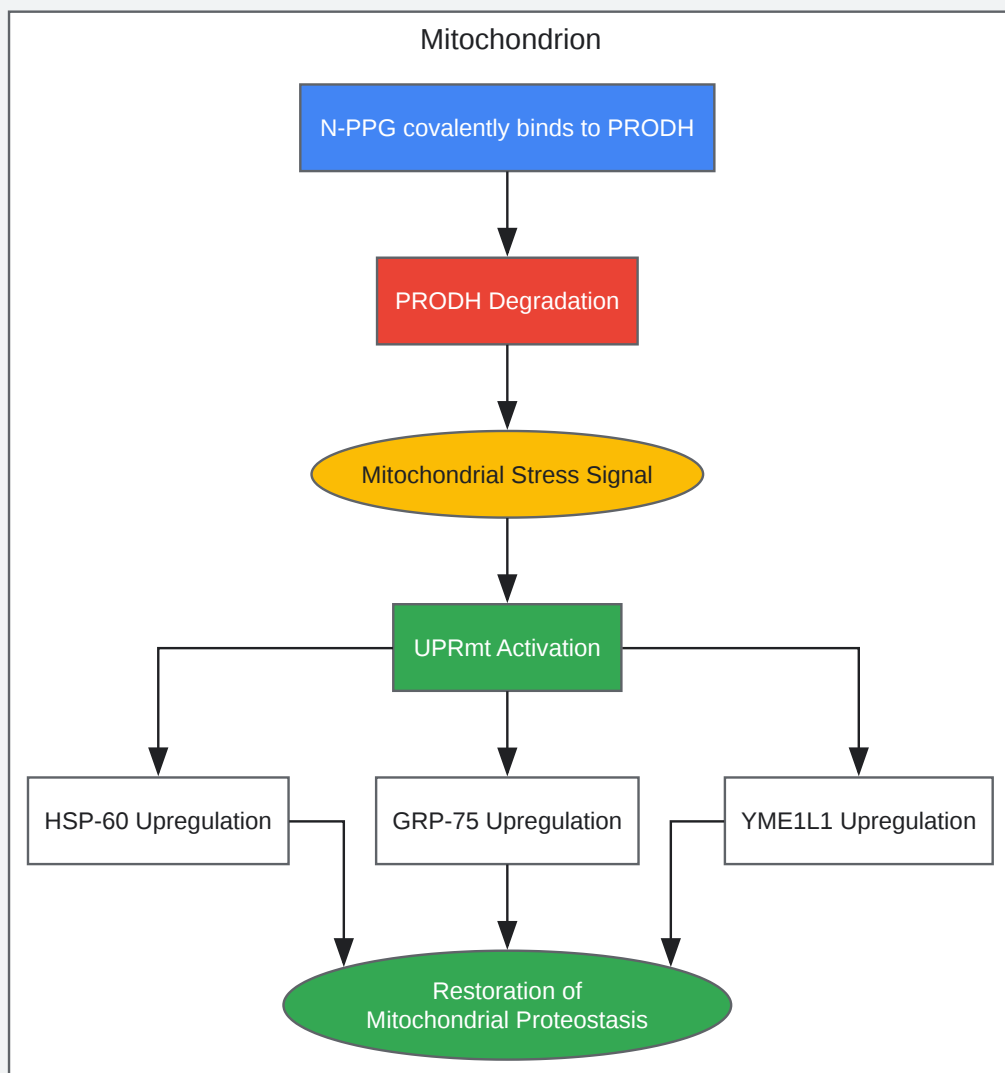 Mitochondrion
N-PPG covalently binds to PRODH
PRODH Degradation
Mitochondrial Stress Signal
UPRmt Activation
HSP-60 Upregulation
GRP-75 Upregulation
YME1L1 Upregulation
Restoration of
Mitochondrial Proteostasis